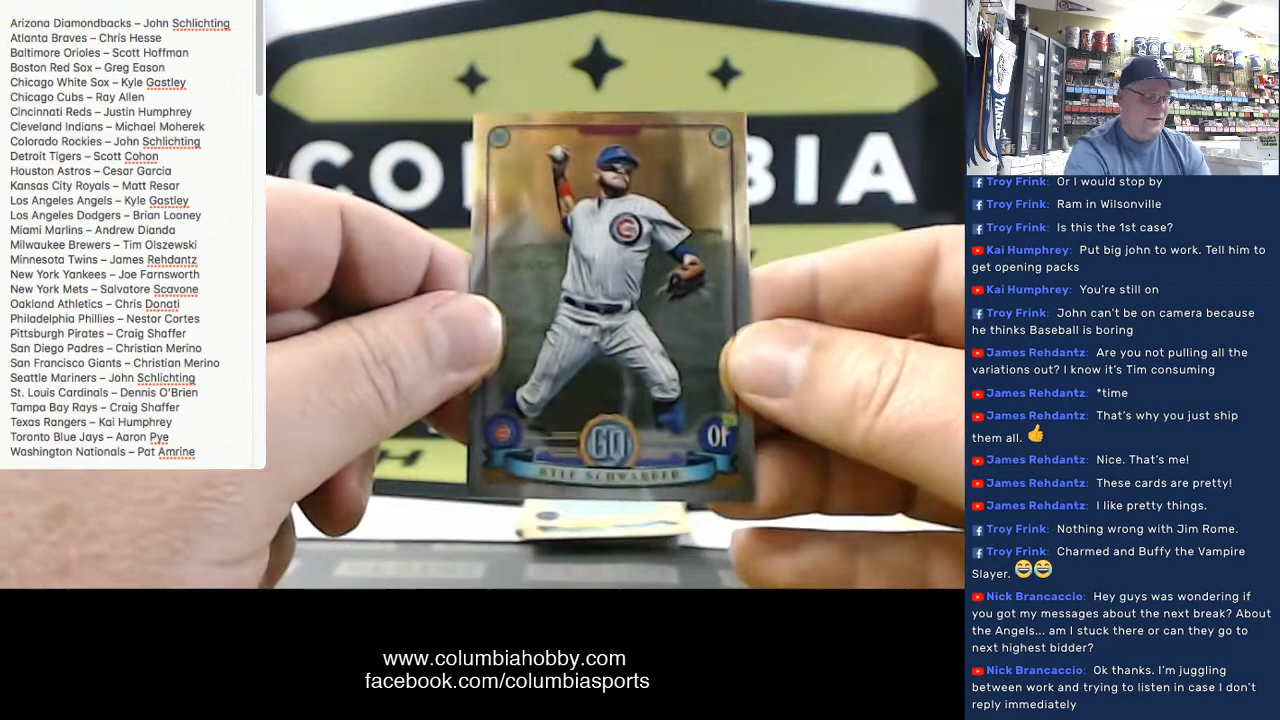 Arizona Diamondbacks – John Schlichting
Atlanta Braves – Chris Hesse
Baltimore Orioles – Scott Hoffman
Boston Red Sox – Greg Eason
Chicago White Sox – Kyle Gastley
Chicago Cubs – Ray Allen
Cincinnati Reds – Justin Humphrey
Cleveland Indians – Michael Moherek
Colorado Rockies – John Schlichting
Detroit Tigers – Scott Cohon
Houston Astros – Cesar Garcia
Kansas City Royals – Matt Resar
Los Angeles Angels – Kyle Gastley
Los Angeles Dodgers – Brian Looney
Miami Marlins – Andrew Dianda
Milwaukee Brewers – Tim Olszewski
Minnesota Twins – James Rehdantz
New York Yankees – Joe Farnsworth
New York Mets – Salvatore Scavone
Oakland Athletics – Chris Donati
Philadelphia Phillies – Nestor Cortes
Pittsburgh Pirates – Craig Shaffer
San Diego Padres – Christian Merino
San Francisco Giants – Christian Merino
Seattle Mariners – John Schlichting
St. Louis Cardinals – Dennis O'Brien
Tampa Bay Rays – Craig Shaffer
Texas Rangers – Kai Humphrey
Toronto Blue Jays – Aaron Pye
Washington Nationals – Pat Amrine
CO BIA
C
GQ
OF
KYLE SCHWARBER
www.columbiahobby.com
facebook.com/columbiasports
Troy Frink: Or I would stop by
Troy Frink: Ram in Wilsonville
Troy Frink: Is this the 1st case?
Kai Humphrey: Put big john to work. Tell him to
get opening packs
Kai Humphrey: You're still on
Troy Frink: John can't be on camera because
he thinks Baseball is boring
James Rehdantz: Are you not pulling all the
variations out? I know it's Tim
consuming
James Rehdantz: *time
James Rehdantz: That's why you just ship
them all. 👍
James Rehdantz: Nice. That's me!
James Rehdantz: These cards are pretty!
James Rehdantz: I like pretty things.
Troy Frink: Nothing wrong with Jim Rome.
Troy Frink: Charmed and Buffy the Vampire
Slayer. 😂😂
Nick Brancaccio: Hey guys was wondering if
you got my messages about the next break? About
the Angels... am I stuck there or can they go to
next highest bidder?
Nick Brancaccio: Ok thanks. I'm juggling
between work and trying to listen in case I don't
reply immediately